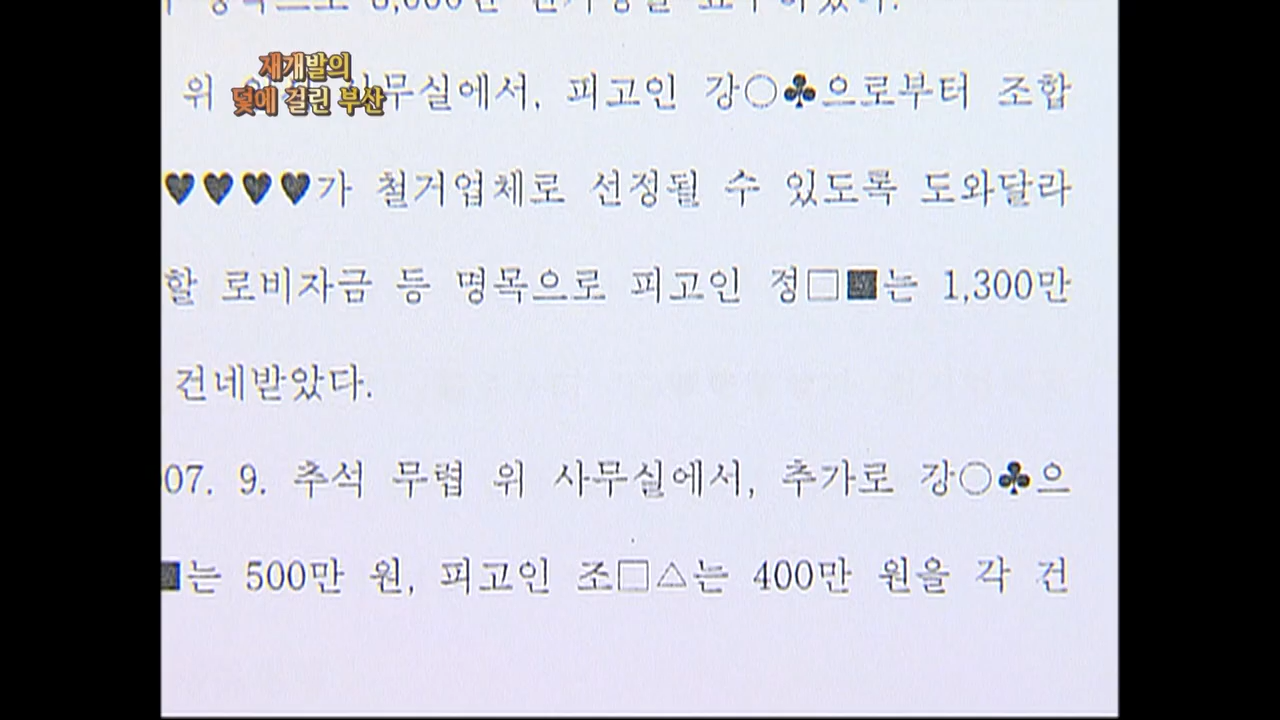 재개발의
덫에 걸린 부산
위 사무실에서, 피고인 강○♣으로부터 조합
♥♥♥♥가 철거업체로 선정될 수 있도록 도와달라
할 로비자금 등 명목으로 피고인 정□■는 1,300만
건네받았다.
07. 9. 추석 무렵 위 사무실에서, 추가로 강○♣으
■는 500만 원, 피고인 조□△는 400만 원을 각 건